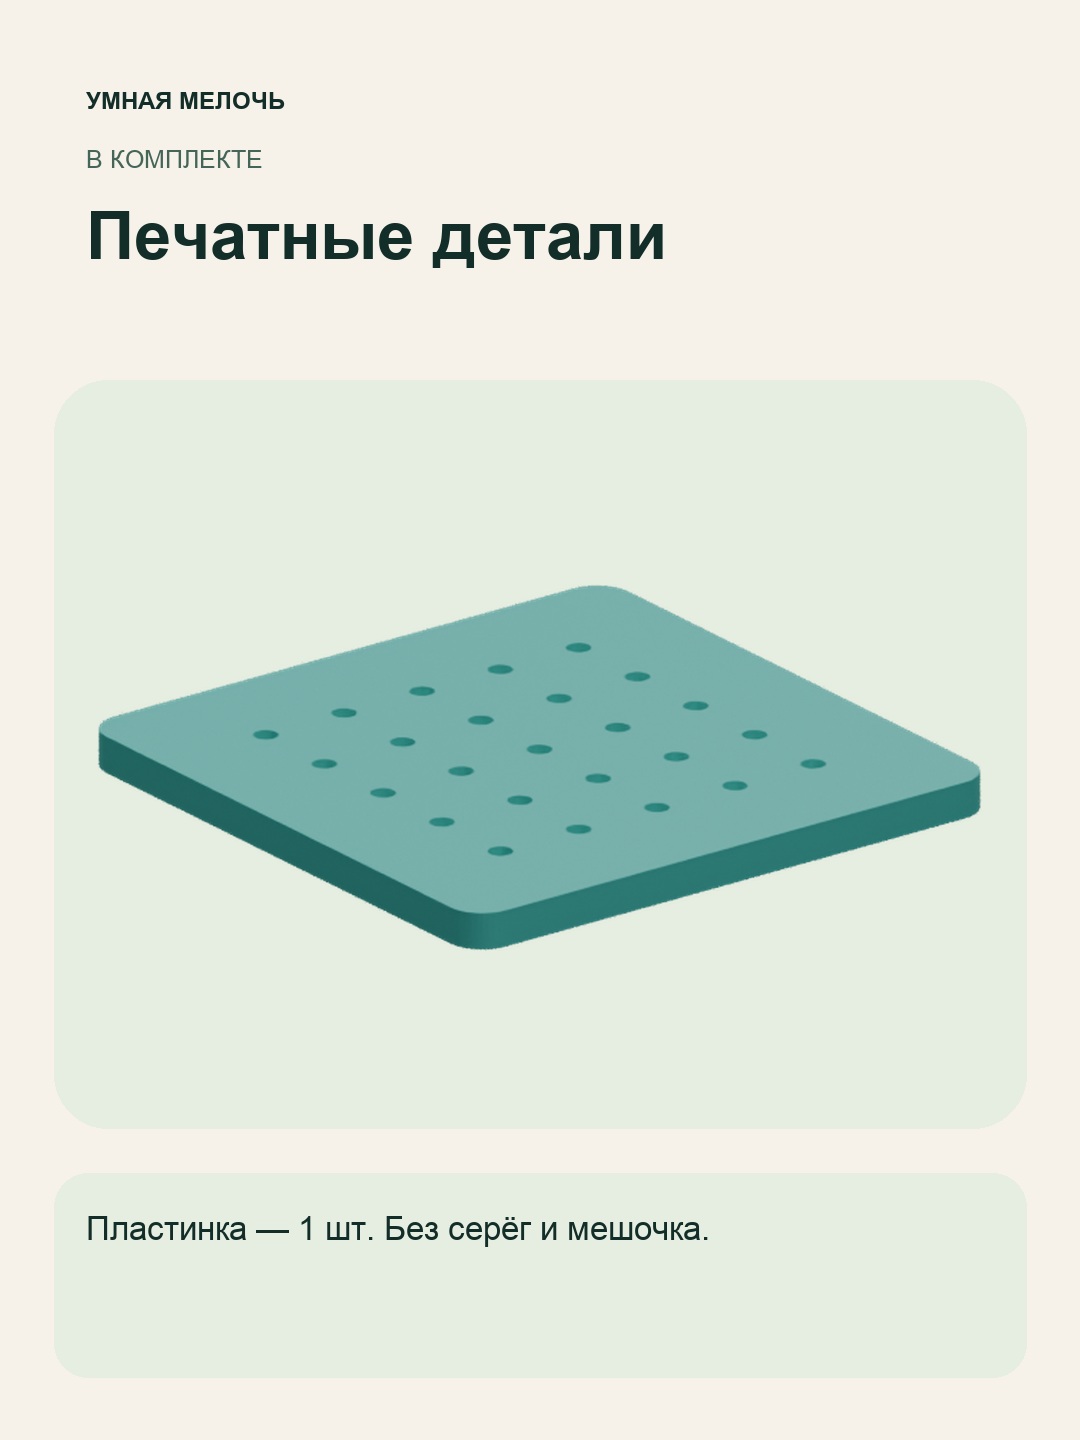 УМНАЯ МЕЛОЧЬ
В КОМПЛЕКТЕ
Печатные детали
Пластинка — 1 шт. Без серёг и мешочка.